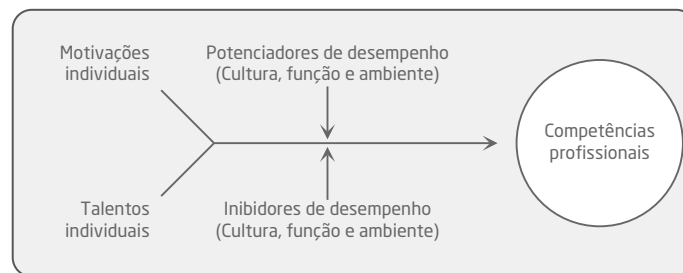 Motivações
individuais
Potenciadores de desempenho
(Cultura, função e ambiente)
Competências
profissionais
Talentos
individuais
Inibidores de desempenho
(Cultura, função e ambiente)